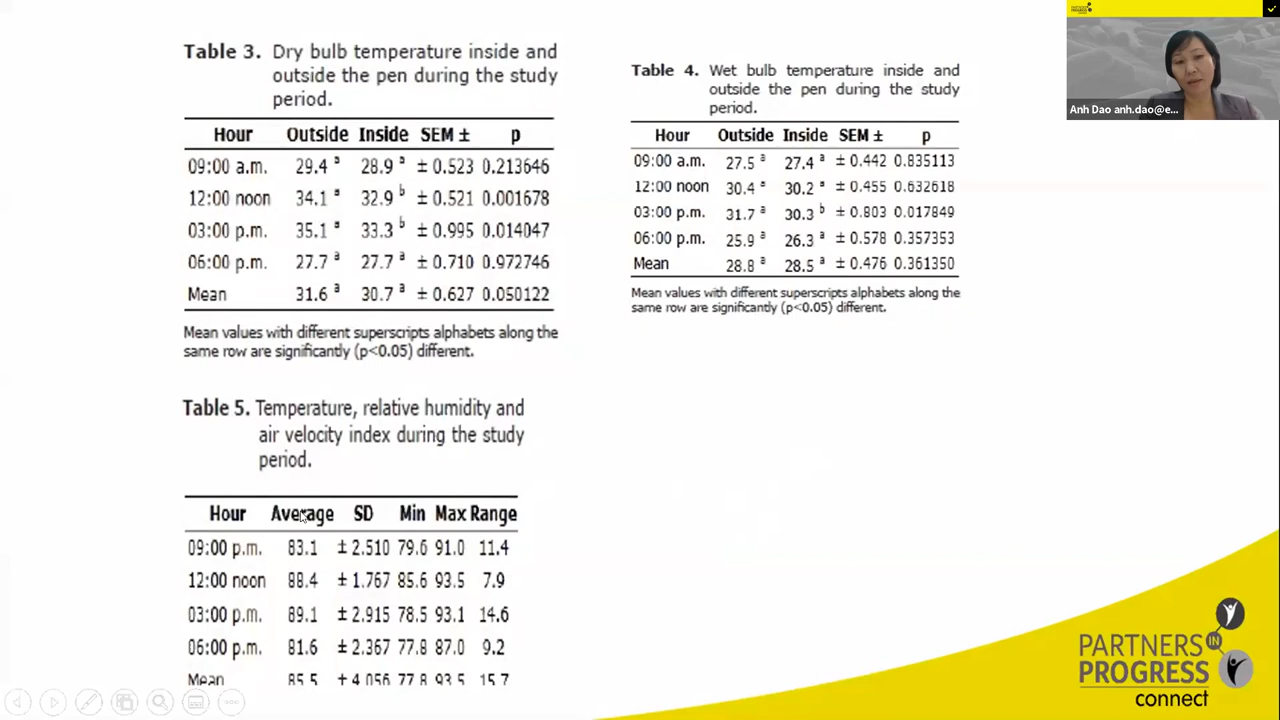 Table 3. Dry bulb temperature inside and
outside the pen during the study
period.
Hour Outside Inside SEM ± p
09:00 a.m. 29.4 a 28.9 a ± 0.523 0.213646
12:00 noon 34.1 a 32.9 b ± 0.521 0.001678
03:00 p.m. 35.1 a 33.3 b ± 0.995 0.014047
06:00 p.m. 27.7 a 27.7 a ± 0.710 0.972746
Mean 31.6 a 30.7 a ± 0.627 0.050122
Mean values with different superscripts alphabets along the
same row are significantly (p<0.05) different.
Table 4. Wet bulb temperature inside and
outside the pen during the study
period.
Hour Outside Inside SEM ± p
09:00 a.m. 27.5 a 27.4 a ± 0.442 0.835113
12:00 noon 30.4 a 30.2 a ± 0.455 0.632618
03:00 p.m. 31.7 a 30.3 b ± 0.803 0.017849
06:00 p.m. 25.9 a 26.3 a ± 0.578 0.357353
Mean 28.8 a 28.5 a ± 0.476 0.361350
Mean values with different superscripts alphabets along the
same row are significantly (p<0.05) different.
Table 5. Temperature, relative humidity and
air velocity index during the study
period.
Hour Average SD Min Max Range
09:00 p.m. 83.1 ± 2.510 79.6 91.0 11.4
12:00 noon 88.4 ± 1.767 85.6 93.5 7.9
03:00 p.m. 89.1 ± 2.915 78.5 93.1 14.6
06:00 p.m. 81.6 ± 2.367 77.8 87.0 9.2
Mean 85.5 ± 4.056 77.8 93.5 15.7
PARTNERS IN
PROGRESS
Anh Dao anh.dao@e...
PARTNERS
IN
PROGRESS
connect